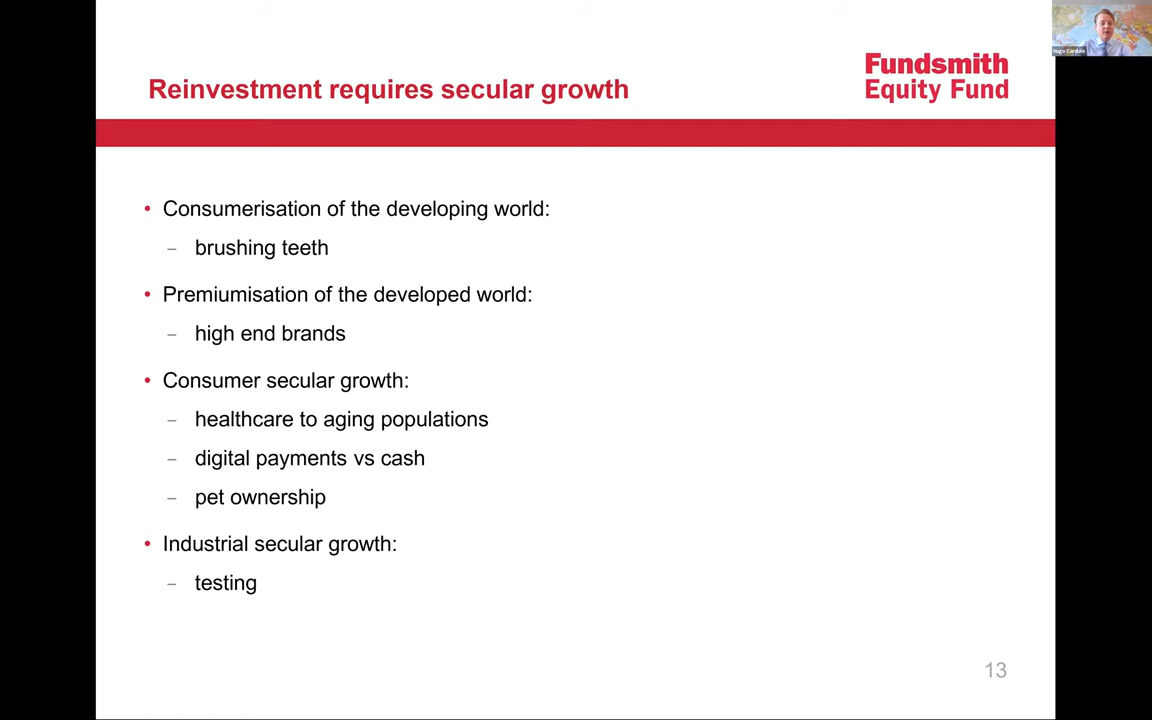 Reinvestment requires secular growth
Fundsmith
Equity Fund
• Consumerisation of the developing world:
– brushing teeth
• Premiumisation of the developed world:
– high end brands
• Consumer secular growth:
– healthcare to aging populations
– digital payments vs cash
– pet ownership
• Industrial secular growth:
– testing
13